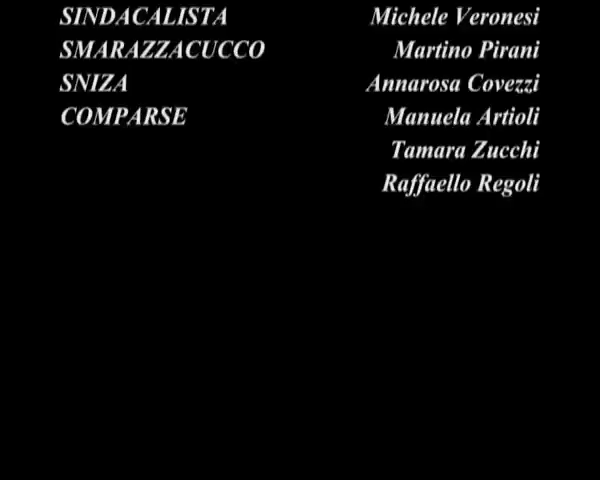 SINDACALISTA Michele Veronesi
SMARAZZACUCCO Martino Pirani
SNIZA Annarosa Covezzi
COMPARSE Manuela Artioli
Tamara Zucchi
Raffaello Regoli